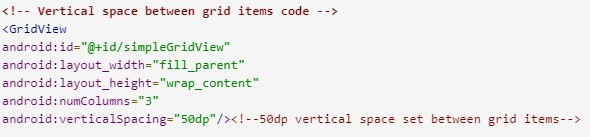 <!-- Vertical space between grid items code -->
<GridView
android:id="@+id/simpleGridView"
android:layout_width="fill_parent"
android:layout_height="wrap_content"
android:numColumns="3"
android:verticalSpacing="50dp"/><!--50dp vertical space set between grid items-->